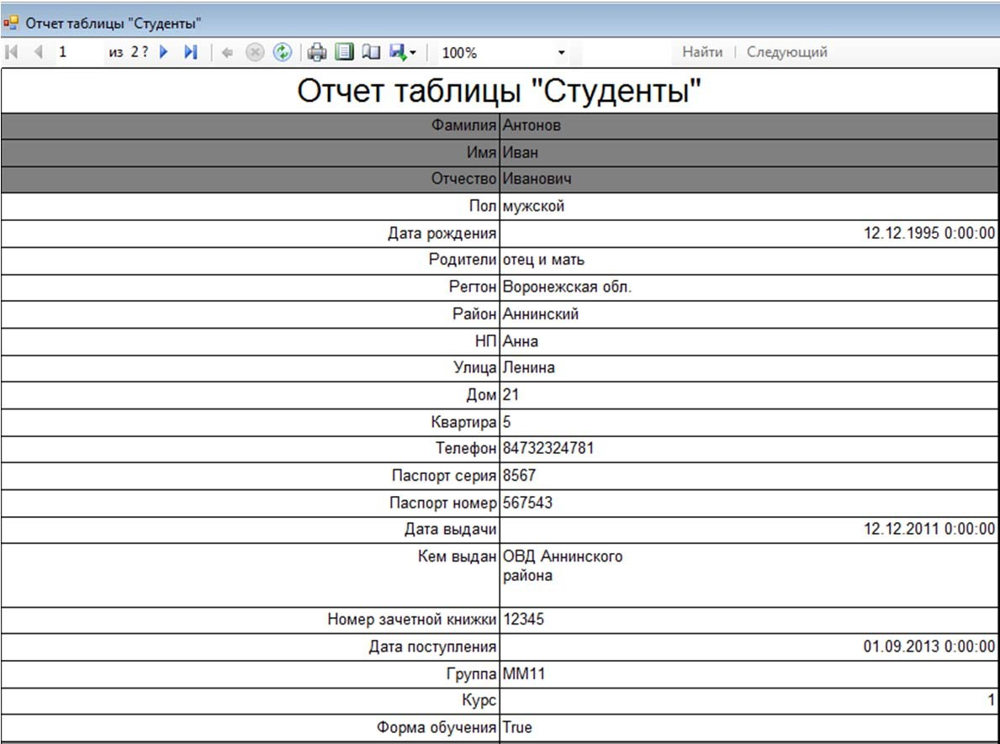 Отчет таблицы "Студенты"
1 из 2 ? 100% Найти Следующий
Отчет таблицы "Студенты"
Фамилия Антонов
Имя Иван
Отчество Иванович
Пол мужской
Дата рождения 12.12.1995 0:00:00
Родители отец и мать
Регтон Воронежская обл.
Район Аннинский
НП Анна
Улица Ленина
Дом 21
Квартира 5
Телефон 84732324781
Паспорт серия 8567
Паспорт номер 567543
Дата выдачи 12.12.2011 0:00:00
Кем выдан ОВД Аннинского
района
Номер зачетной книжки 12345
Дата поступления 01.09.2013 0:00:00
Группа ММ11
Курс 1
Форма обучения True